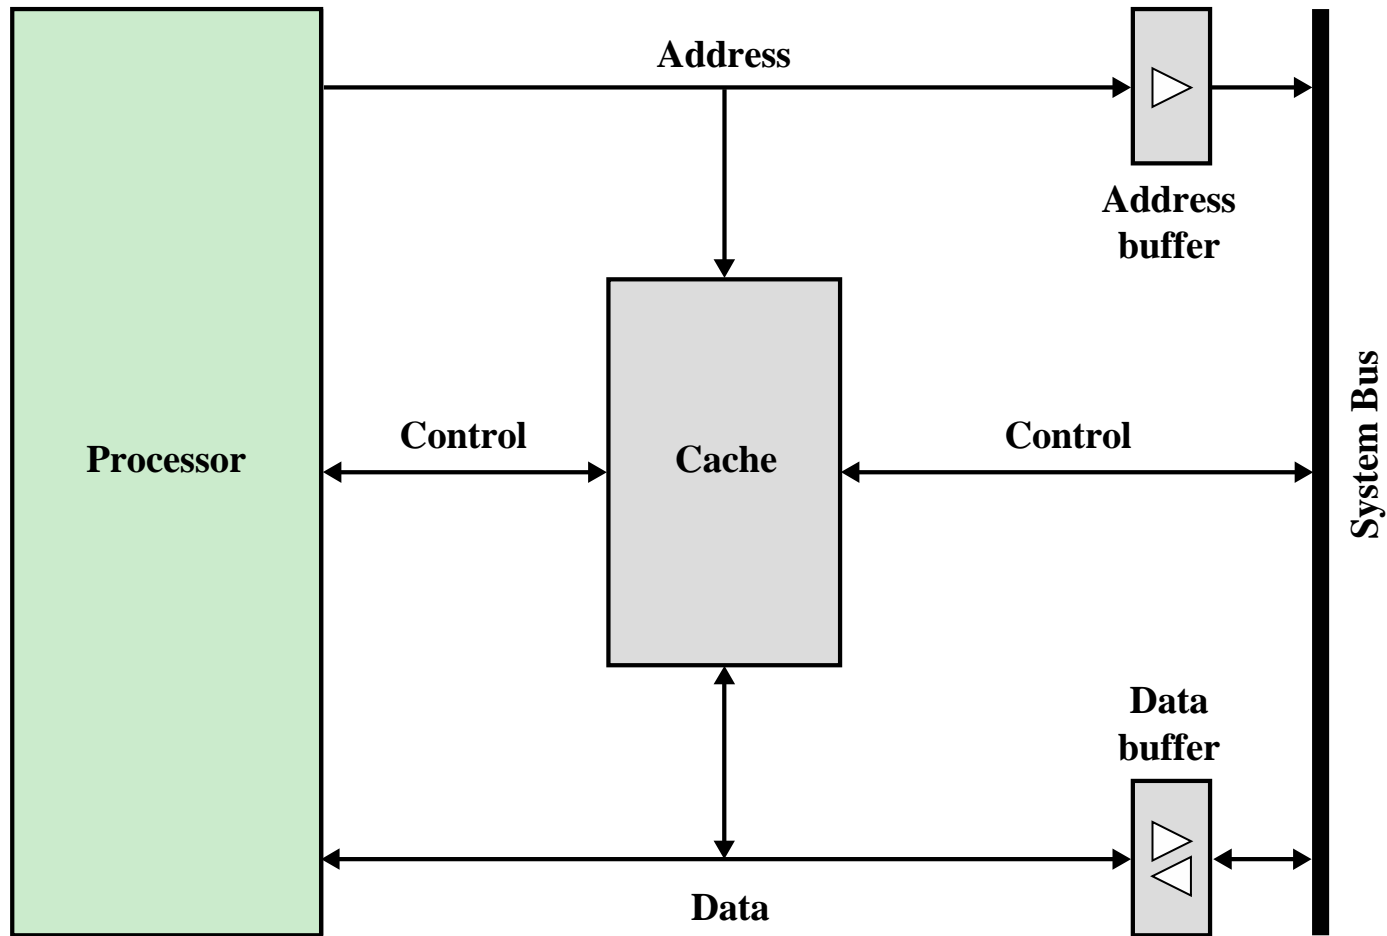 Address
Address
buffer
Processor
Control
Cache
Control
System Bus
Data
buffer
Data